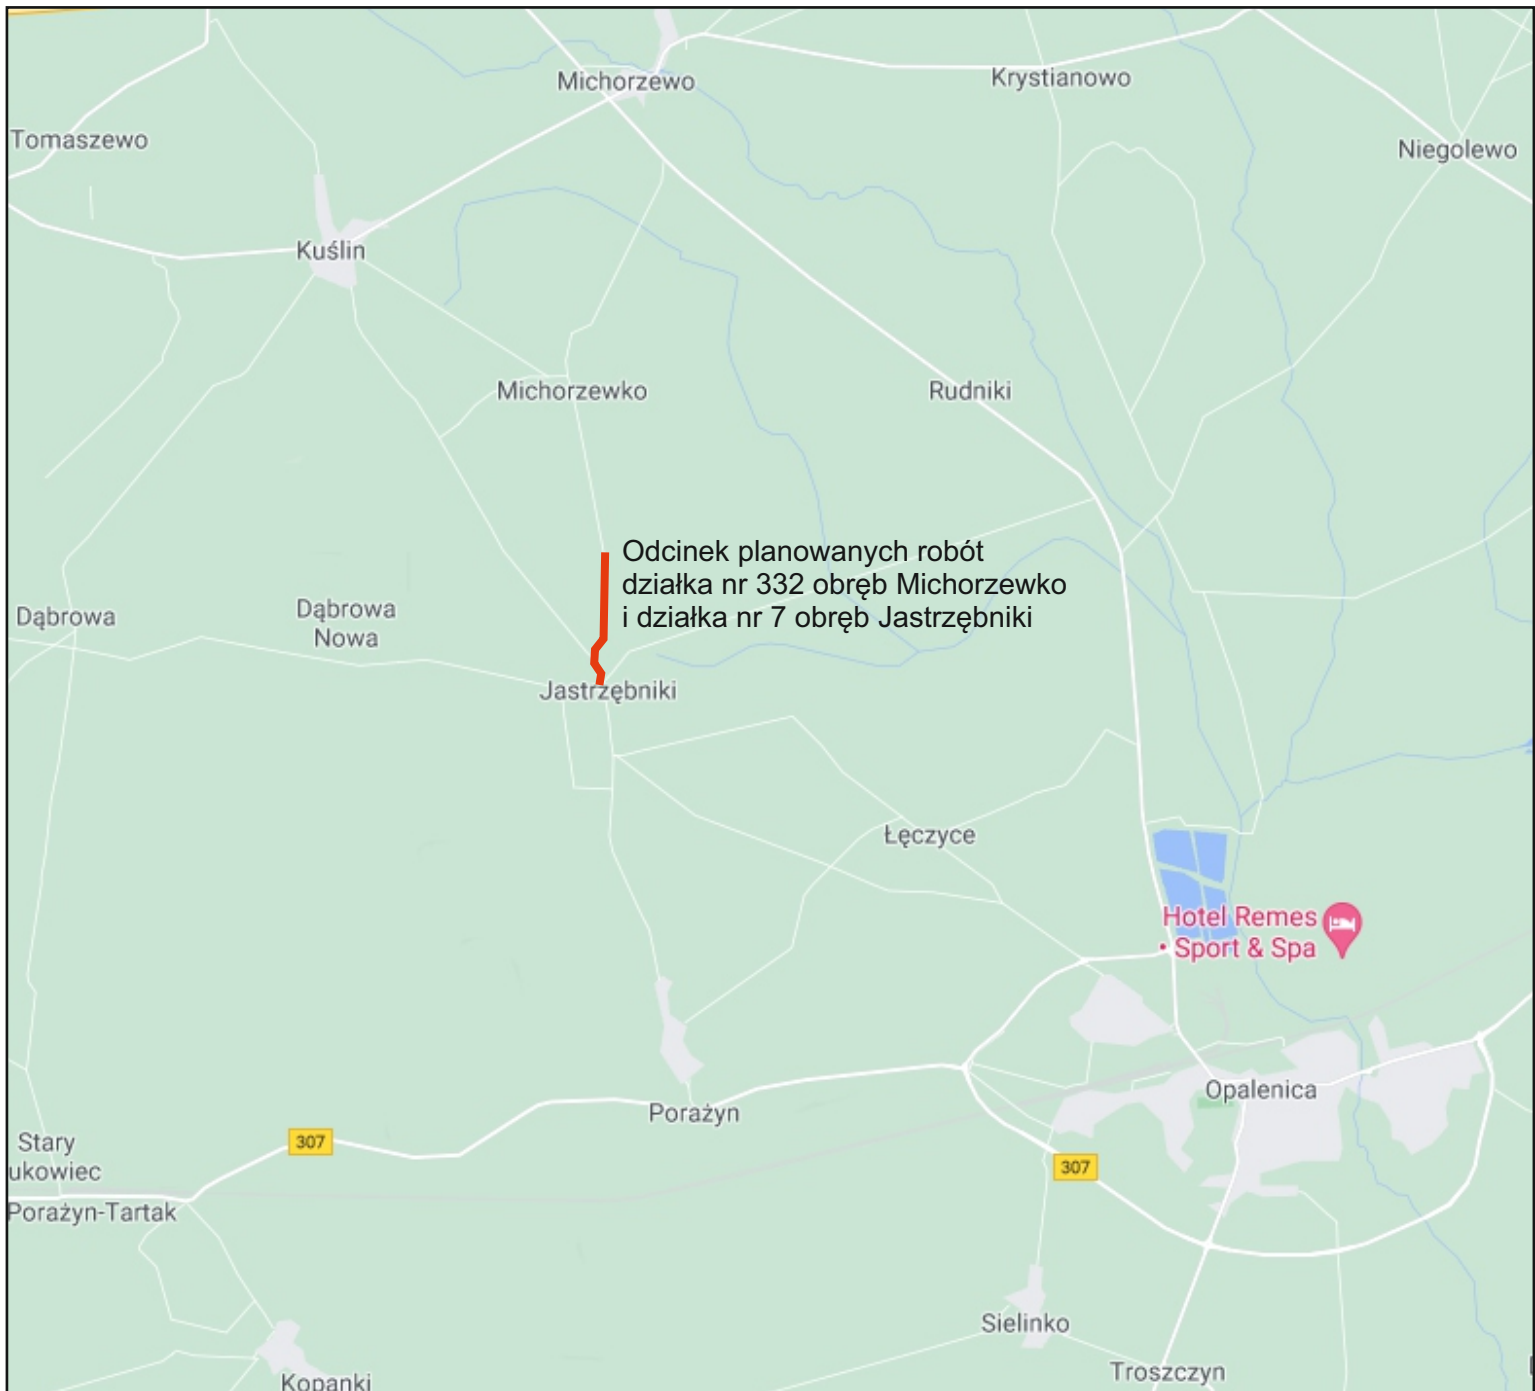 Michorzewo
Krystianowo
Tomaszewo
Niegolewo
Kuślin
Michorzewko
Rudniki
Odcinek planowanych robót
działka nr 332 obręb Michorzewko
i działka nr 7 obręb Jastrzębniki
Dąbrowa
Dąbrowa
Nowa
Jastrzębniki
Łęczyce
Hotel Remes
Sport & Spa
Opalenica
Porażyn
307
Stary
ukowiec
307
Porażyn-Tartak
Sielinko
Troszczyn
Kopanki